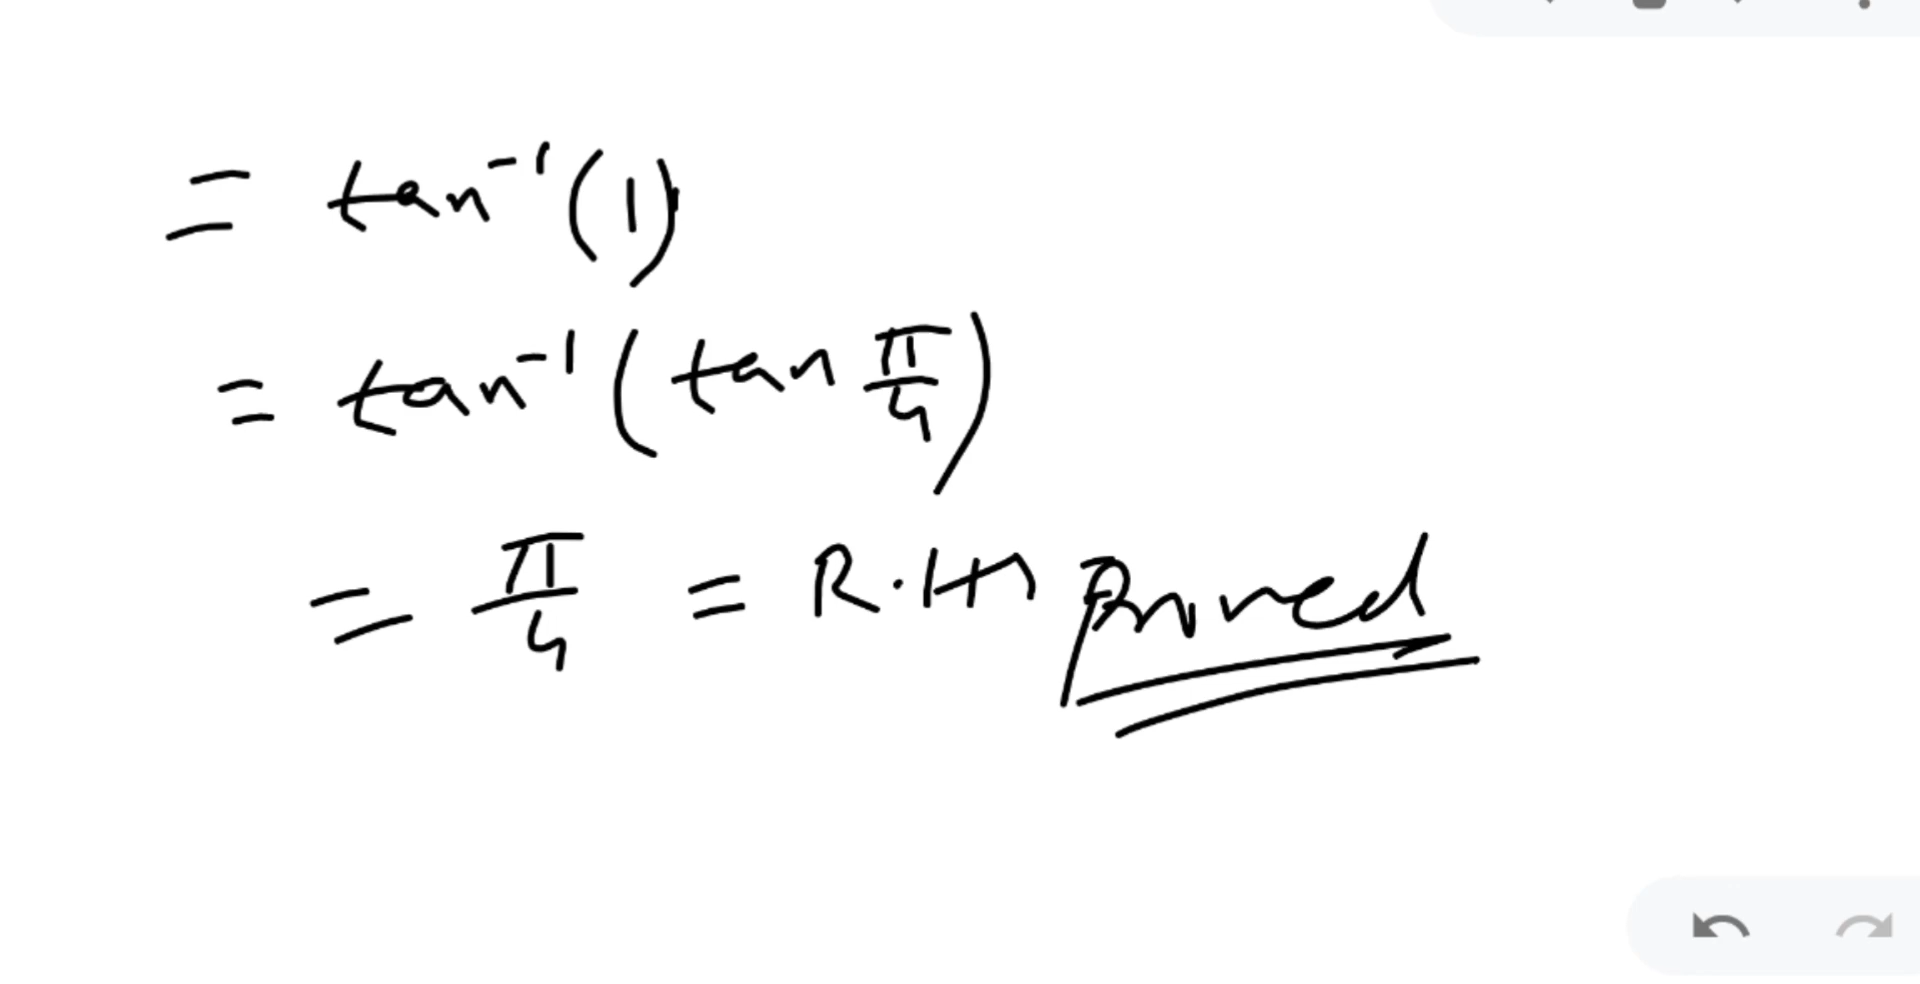 = tan⁻¹(1)
= tan⁻¹(tan π/4)
= π/4 = R.H Proved